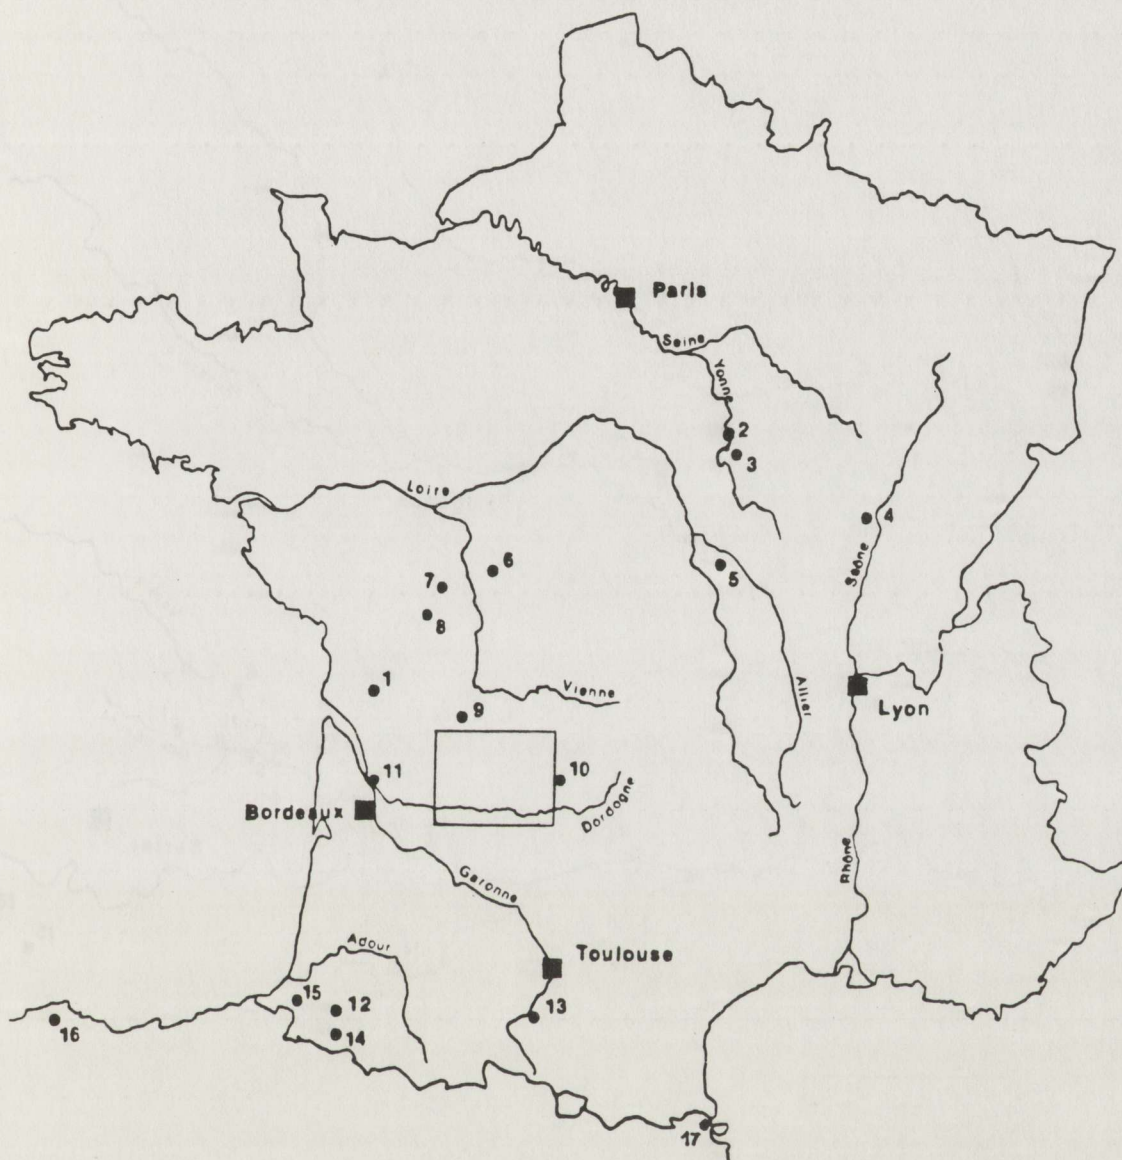 Paris
Seine
Yonne
2
3
Loire
4
Saône
5
6
7
8
1
Vienne
Allier
Lyon
9
10
11
Bordeaux
Dordogne
Rhône
Garonne
Adour
Toulouse
15
12
13
16
14
17